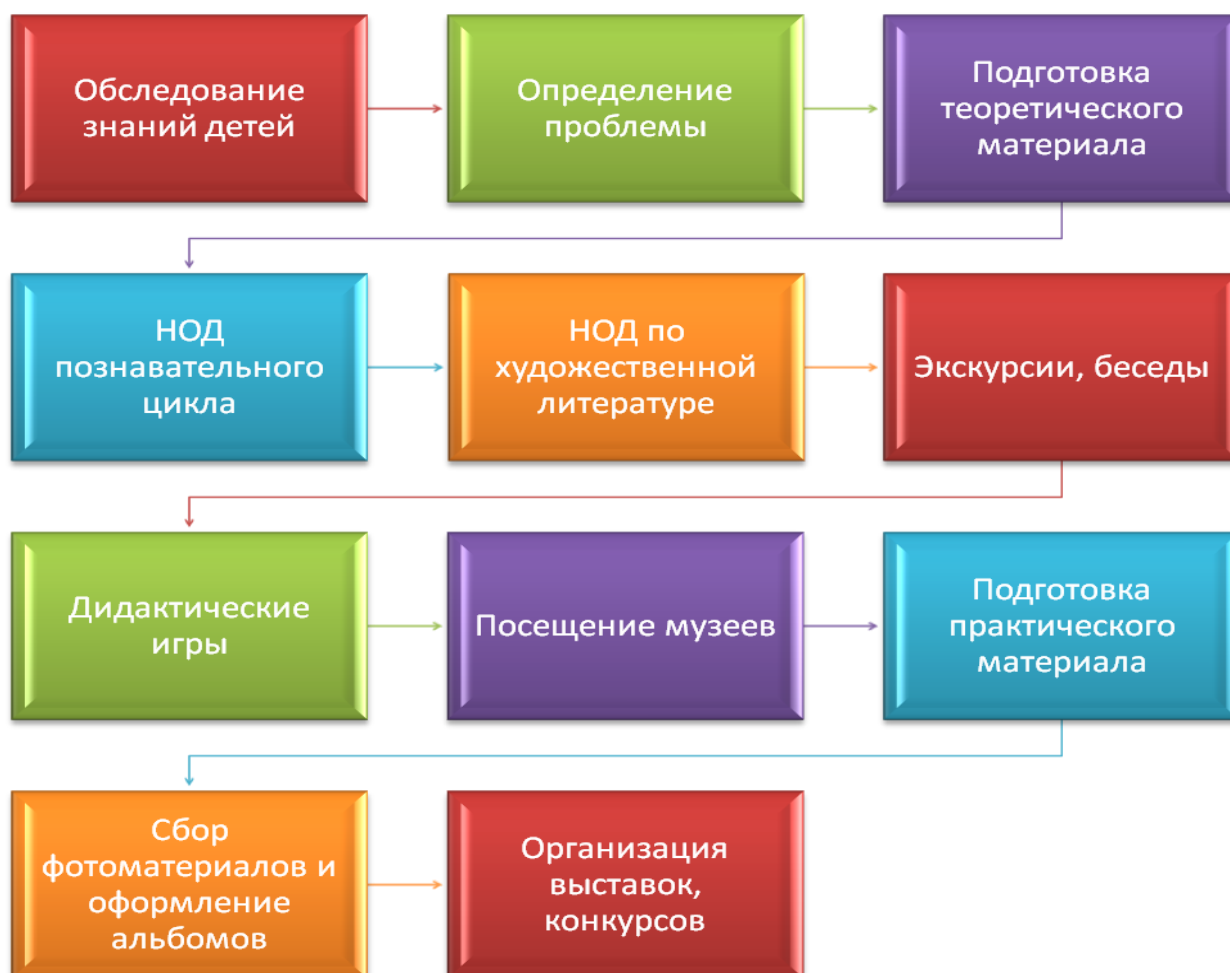 Обследование
знаний детей
Определение
проблемы
Подготовка
теоретического
материала
НОД
познавательного
цикла
НОД по
художественной
литературе
Экскурсии, беседы
Дидактические
игры
Посещение музеев
Подготовка
практического
материала
Сбор
фотоматериалов и
оформление
альбомов
Организация
выставок,
конкурсов